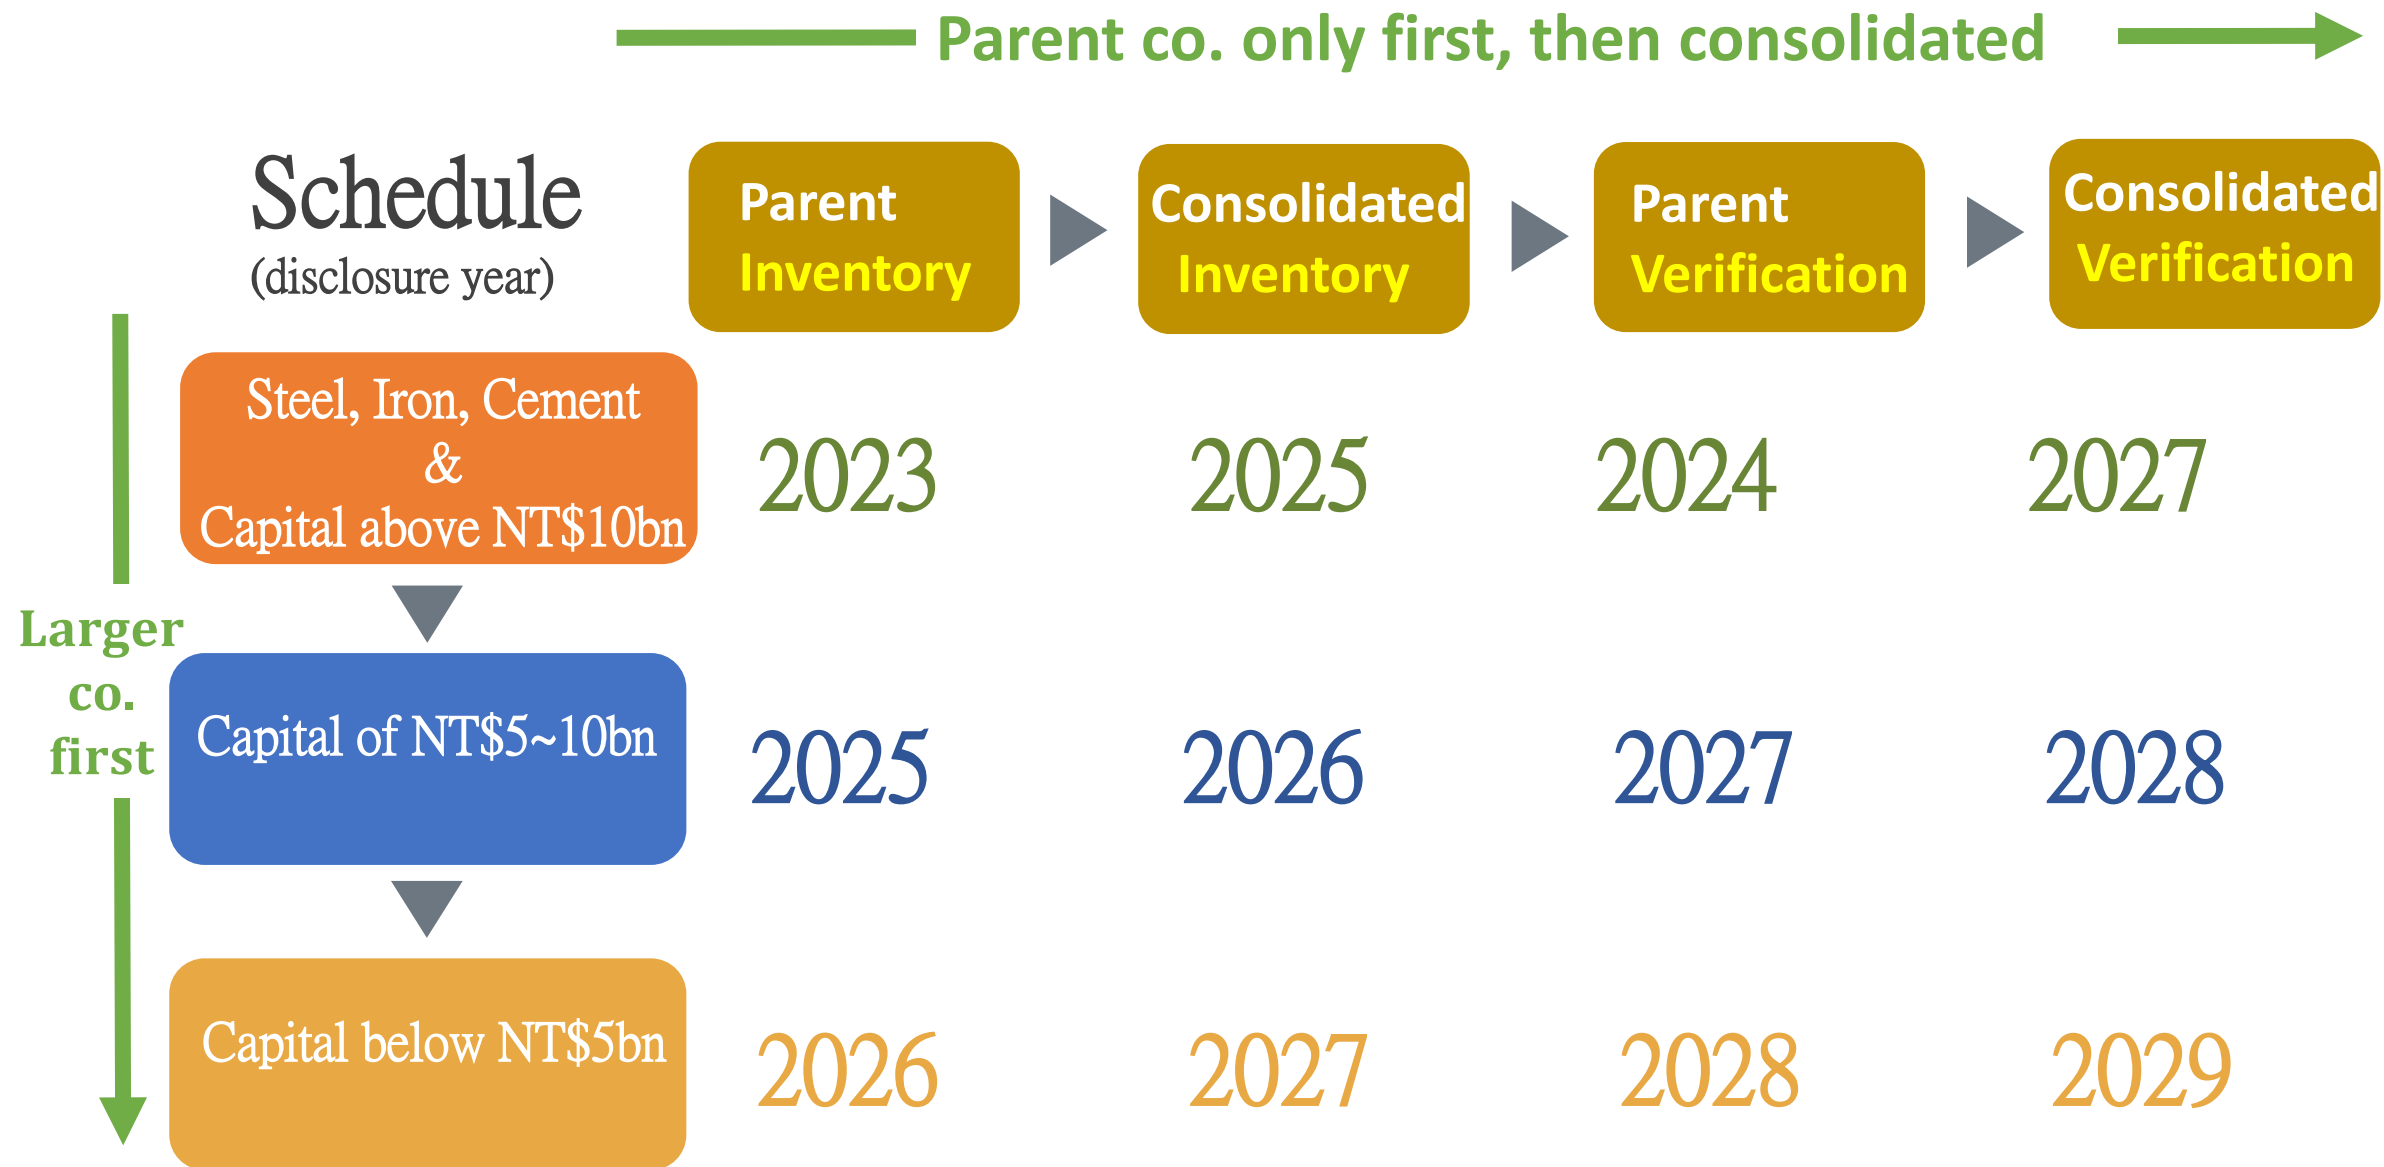 Parent co. only first, then consolidated
Schedule
(disclosure year)
Parent
Inventory
Consolidated
Inventory
Parent
Verification
Consolidated
Verification
Larger
co.
first
Steel, Iron, Cement
&
Capital above NT$10bn
2023
2025
2024
2027
Capital of NT$5~10bn
2025
2026
2027
2028
Capital below NT$5bn
2026
2027
2028
2029